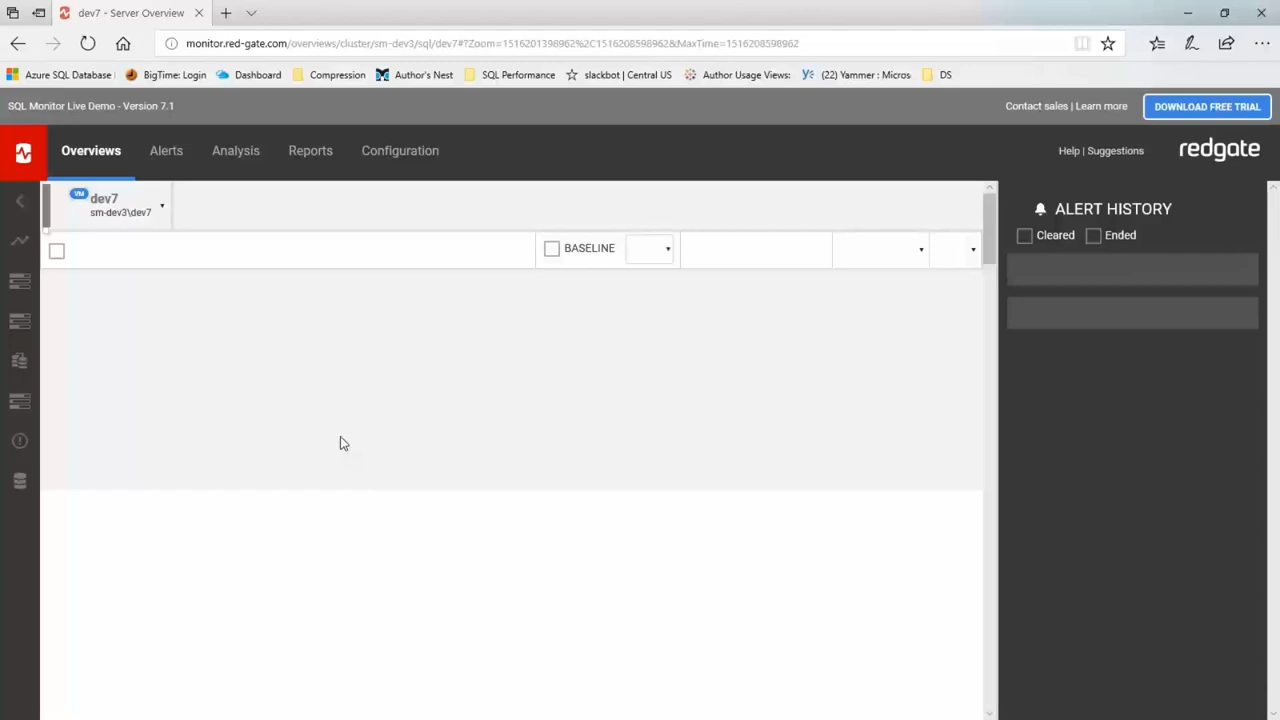 dev7 - Server Overview
monitor.red-gate.com/overviews/cluster/sm-dev3/sql/dev7#?Zoom=1516201398962%2C1516208598962&MaxTime=1516208598962
Azure SQL Database BigTime: Login Dashboard Compression Author's Nest SQL Performance slackbot | Central US Author Usage Views: (22) Yammer : Micros DS
SQL Monitor Live Demo - Version 7.1 Contact sales | Learn more DOWNLOAD FREE TRIAL
Overviews Alerts Analysis Reports Configuration Help | Suggestions redgate
VM dev7
sm-dev3\dev7
BASELINE
ALERT HISTORY
Cleared Ended